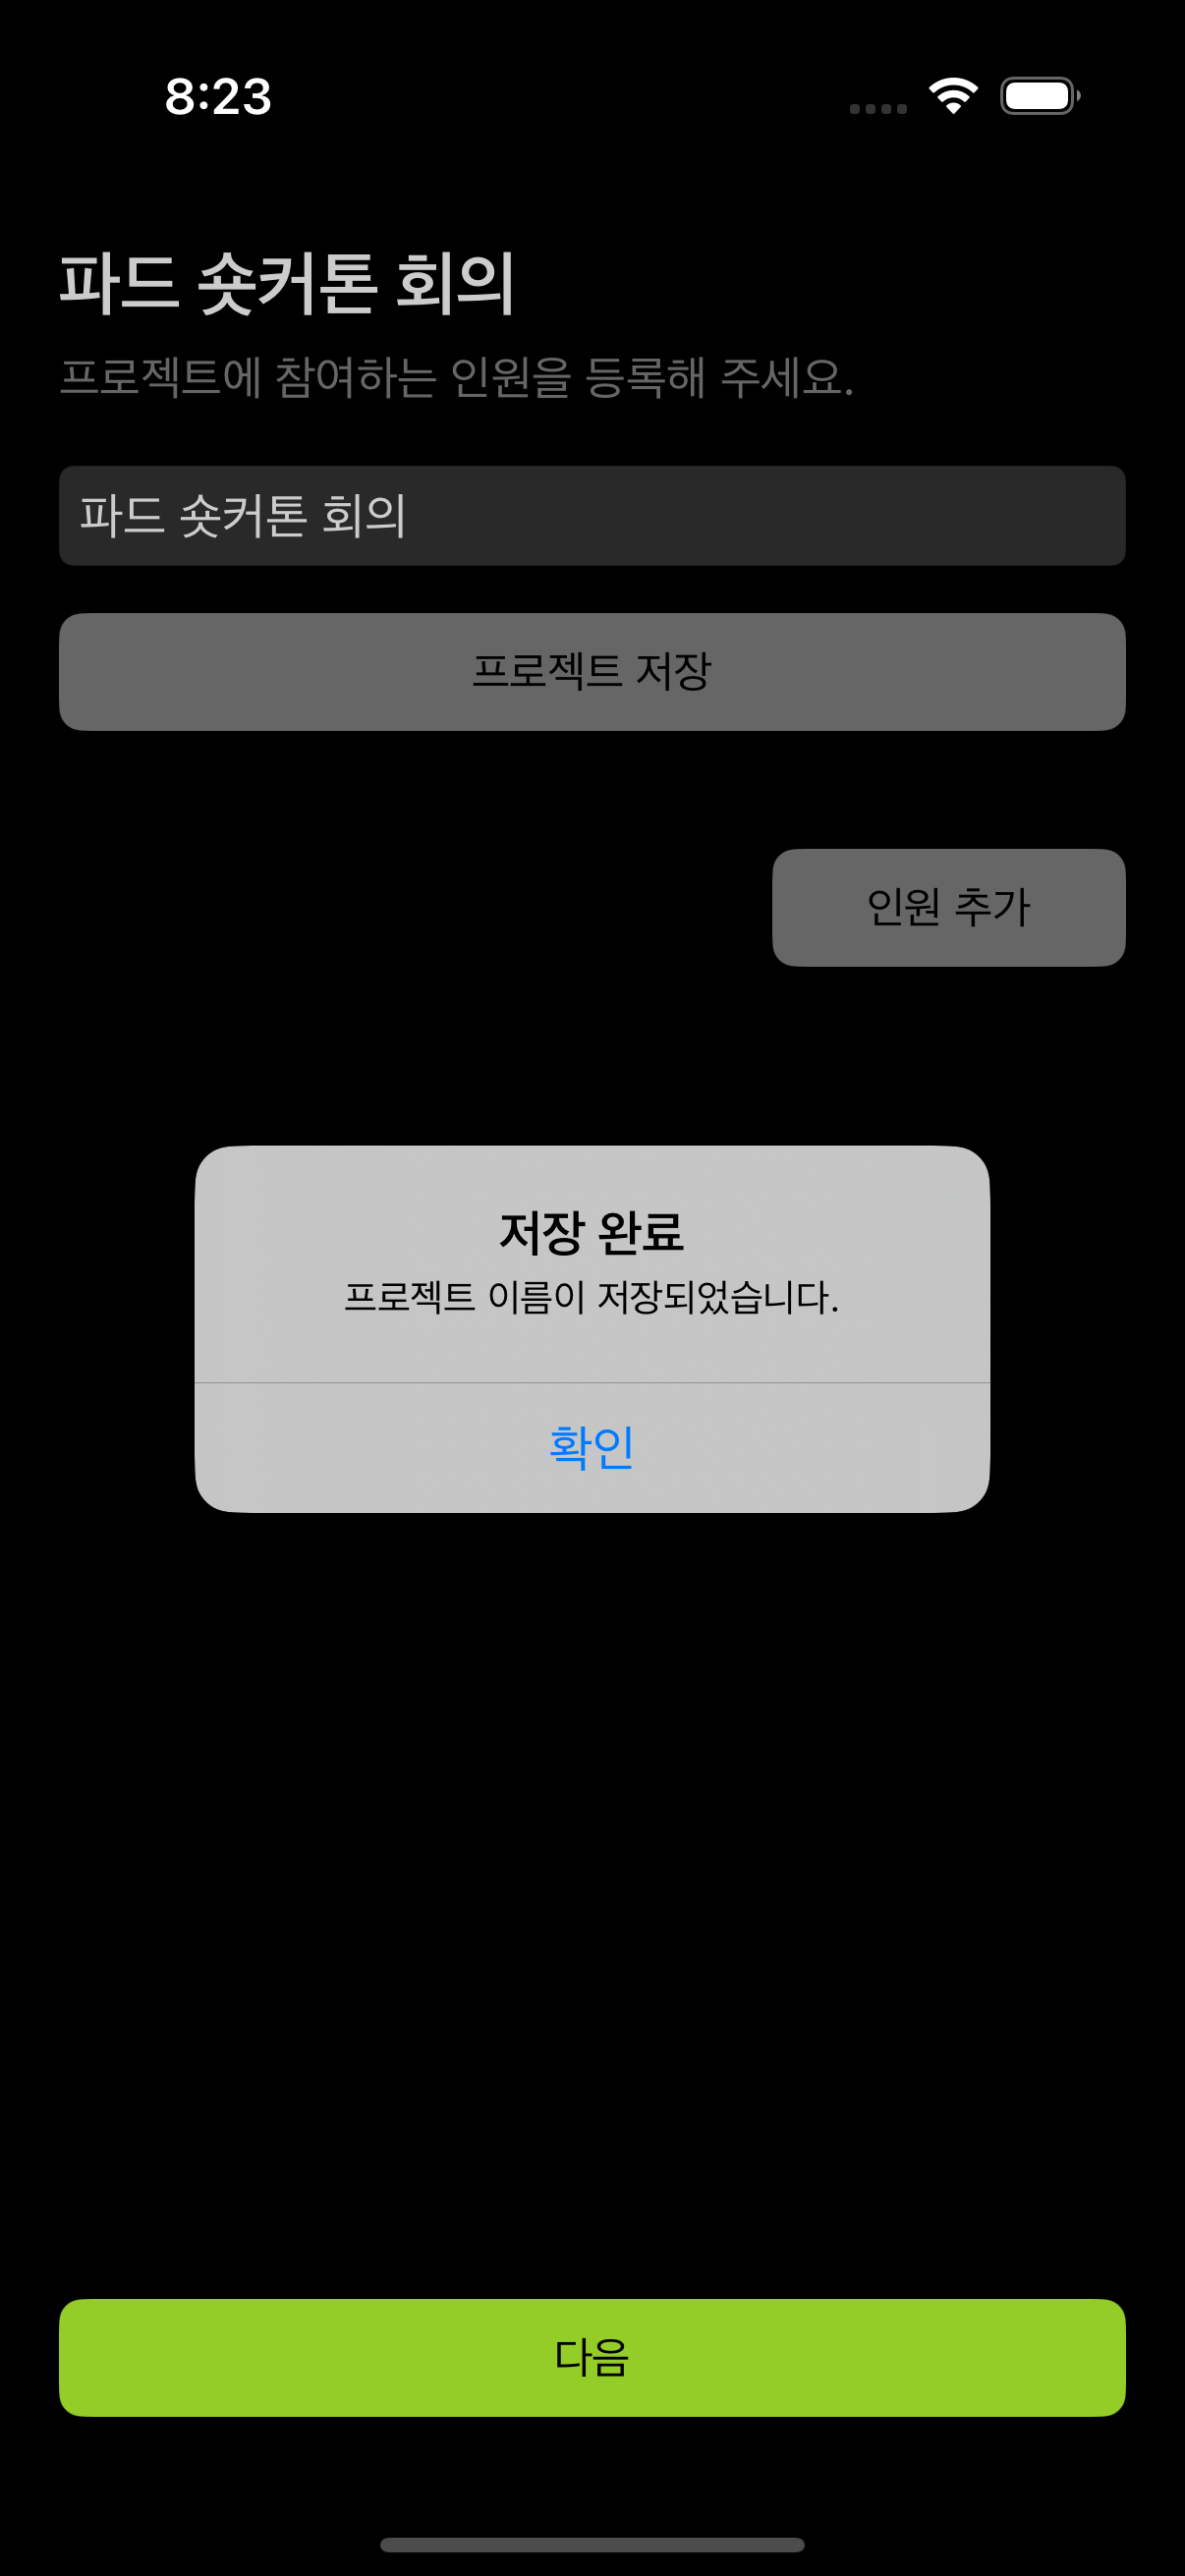 8:23
파드 숏커톤 회의
프로젝트에 참여하는 인원을 등록해 주세요.
파드 숏커톤 회의
프로젝트 저장
인원 추가
저장 완료
프로젝트 이름이 저장되었습니다.
확인
다음